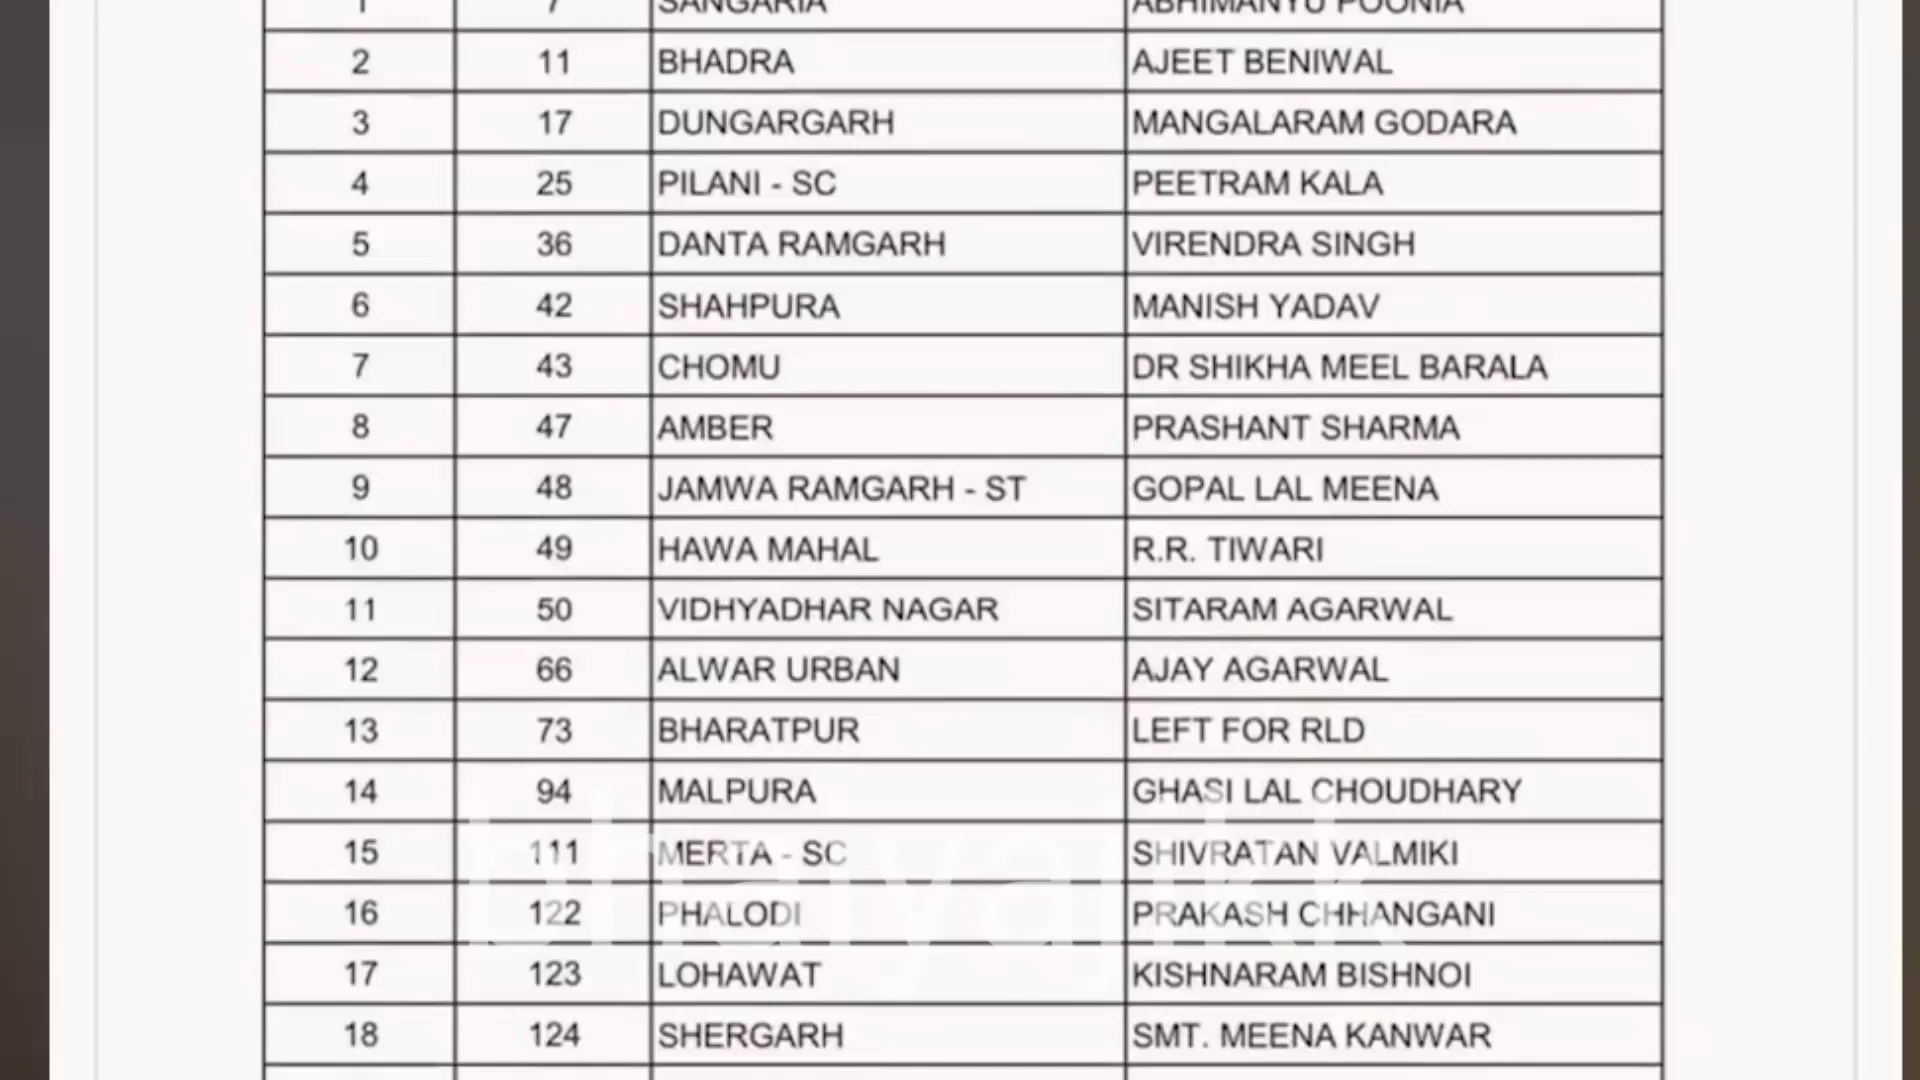 1 7 SANGARIA ABHIMANYU POONIA
2 11 BHADRA AJEET BENIWAL
3 17 DUNGARGARH MANGALARAM GODARA
4 25 PILANI - SC PEETRAM KALA
5 36 DANTA RAMGARH VIRENDRA SINGH
6 42 SHAHPURA MANISH YADAV
7 43 CHOMU DR SHIKHA MEEL BARALA
8 47 AMBER PRASHANT SHARMA
9 48 JAMWA RAMGARH - ST GOPAL LAL MEENA
10 49 HAWA MAHAL R.R. TIWARI
11 50 VIDHYADHAR NAGAR SITARAM AGARWAL
12 66 ALWAR URBAN AJAY AGARWAL
13 73 BHARATPUR LEFT FOR RLD
14 94 MALPURA GHASI LAL CHOUDHARY
15 111 MERTA - SC SHIVRATAN VALMIKI
16 122 PHALODI PRAKASH CHHANGANI
17 123 LOHAWAT KISHNARAM BISHNOI
18 124 SHERGARH SMT. MEENA KANWAR